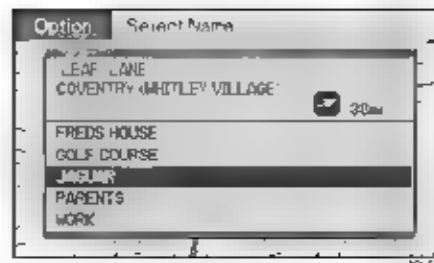 Option Select Name
LEAF LANE
COVENTRY (WHITLEY VILLAGE)
30m
FREDS HOUSE
GOLF COURSE
JAGUAR
PARENTS
WORK